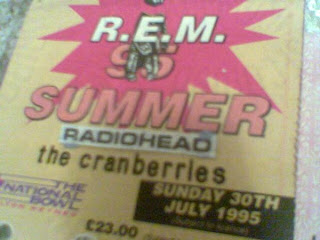 R.E.M.
95
SUMMER
RADIOHEAD
the cranberries
THE
NATIONAL
BOWL
SUNDAY 30TH
JULY 1995
£23.00